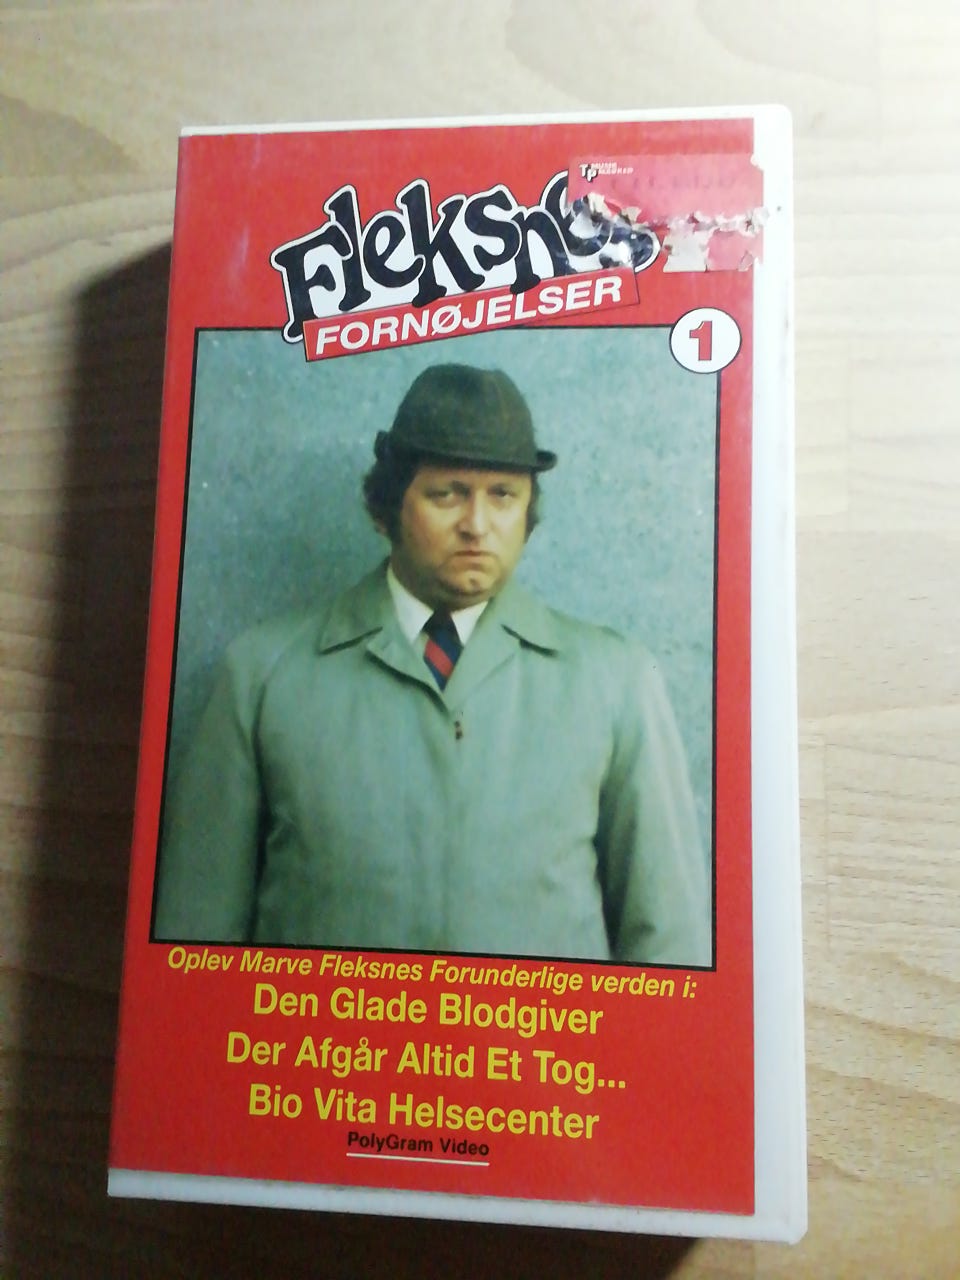 Fleksnes
FORNØJELSER
1
Oplev Marve Fleksnes Forunderlige verden i:
Den Glade Blodgiver
Der Afgår Altid Et Tog...
Bio Vita Helsecenter
PolyGram Video